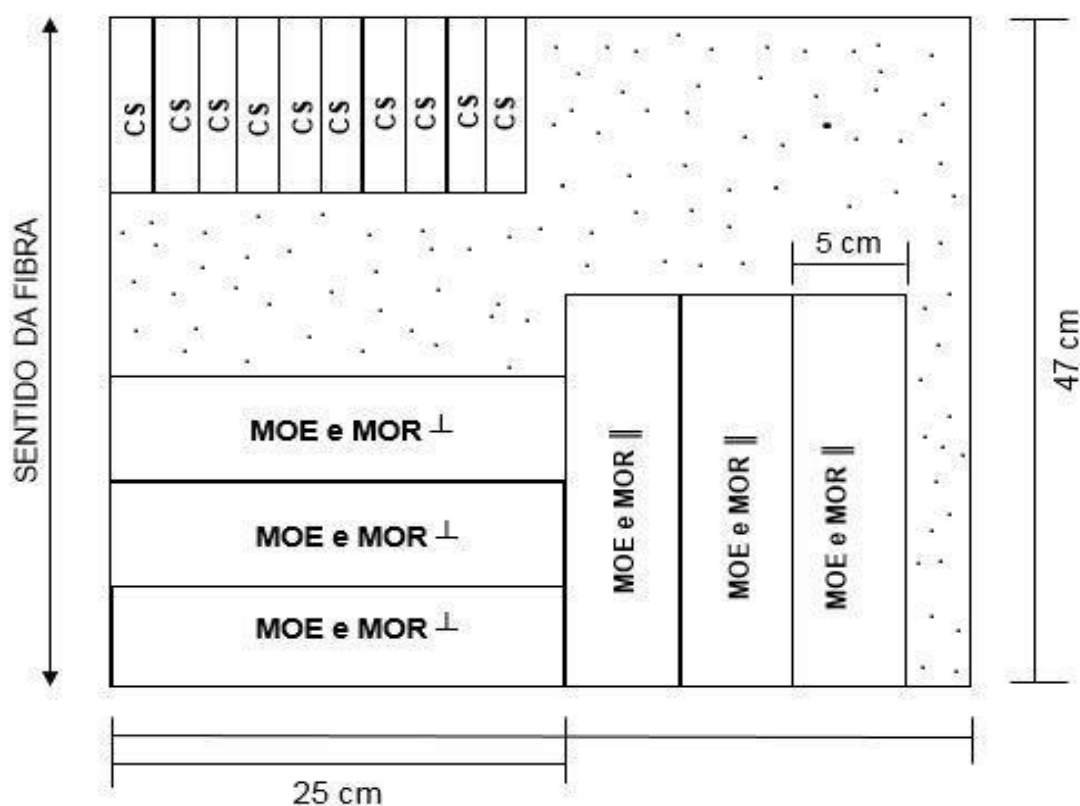 CS CS CS CS CS CS CS CS CS CS
SENTIDO DA FIBRA
5 cm
47 cm
MOE e MOR ⊥
MOE e MOR ⊥
MOE e MOR ⊥
MOE e MOR ||
MOE e MOR ||
MOE e MOR ||
25 cm